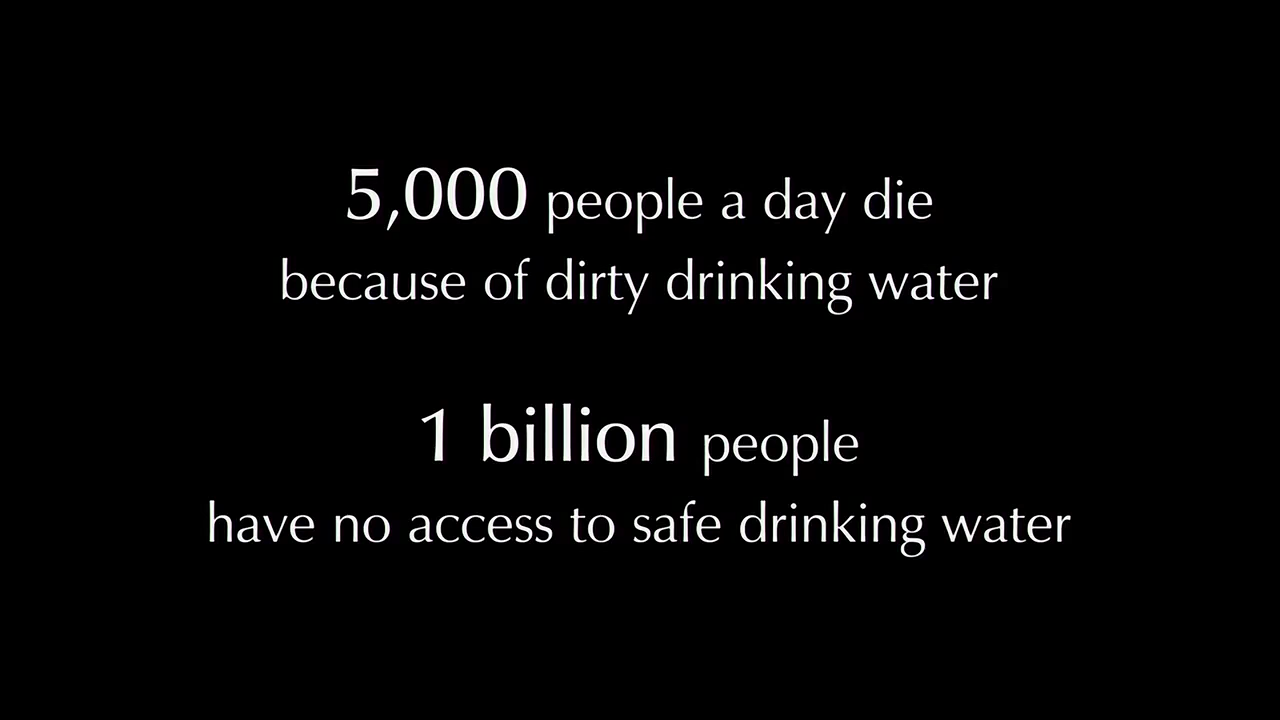 5,000 people a day die
because of dirty drinking water
1 billion people
have no access to safe drinking water